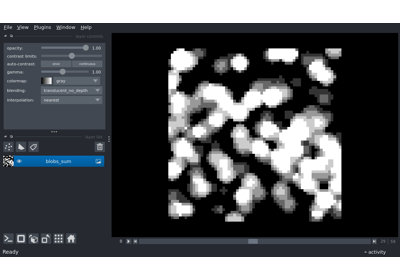 File View Plugins Window Help
opacity: 1.00
contrast limits:
auto-contrast: once continuous
gamma: 1.00
colormap: gray
blending: translucent_no_depth
interpolation: nearest
blobs_sum
Ready
activity